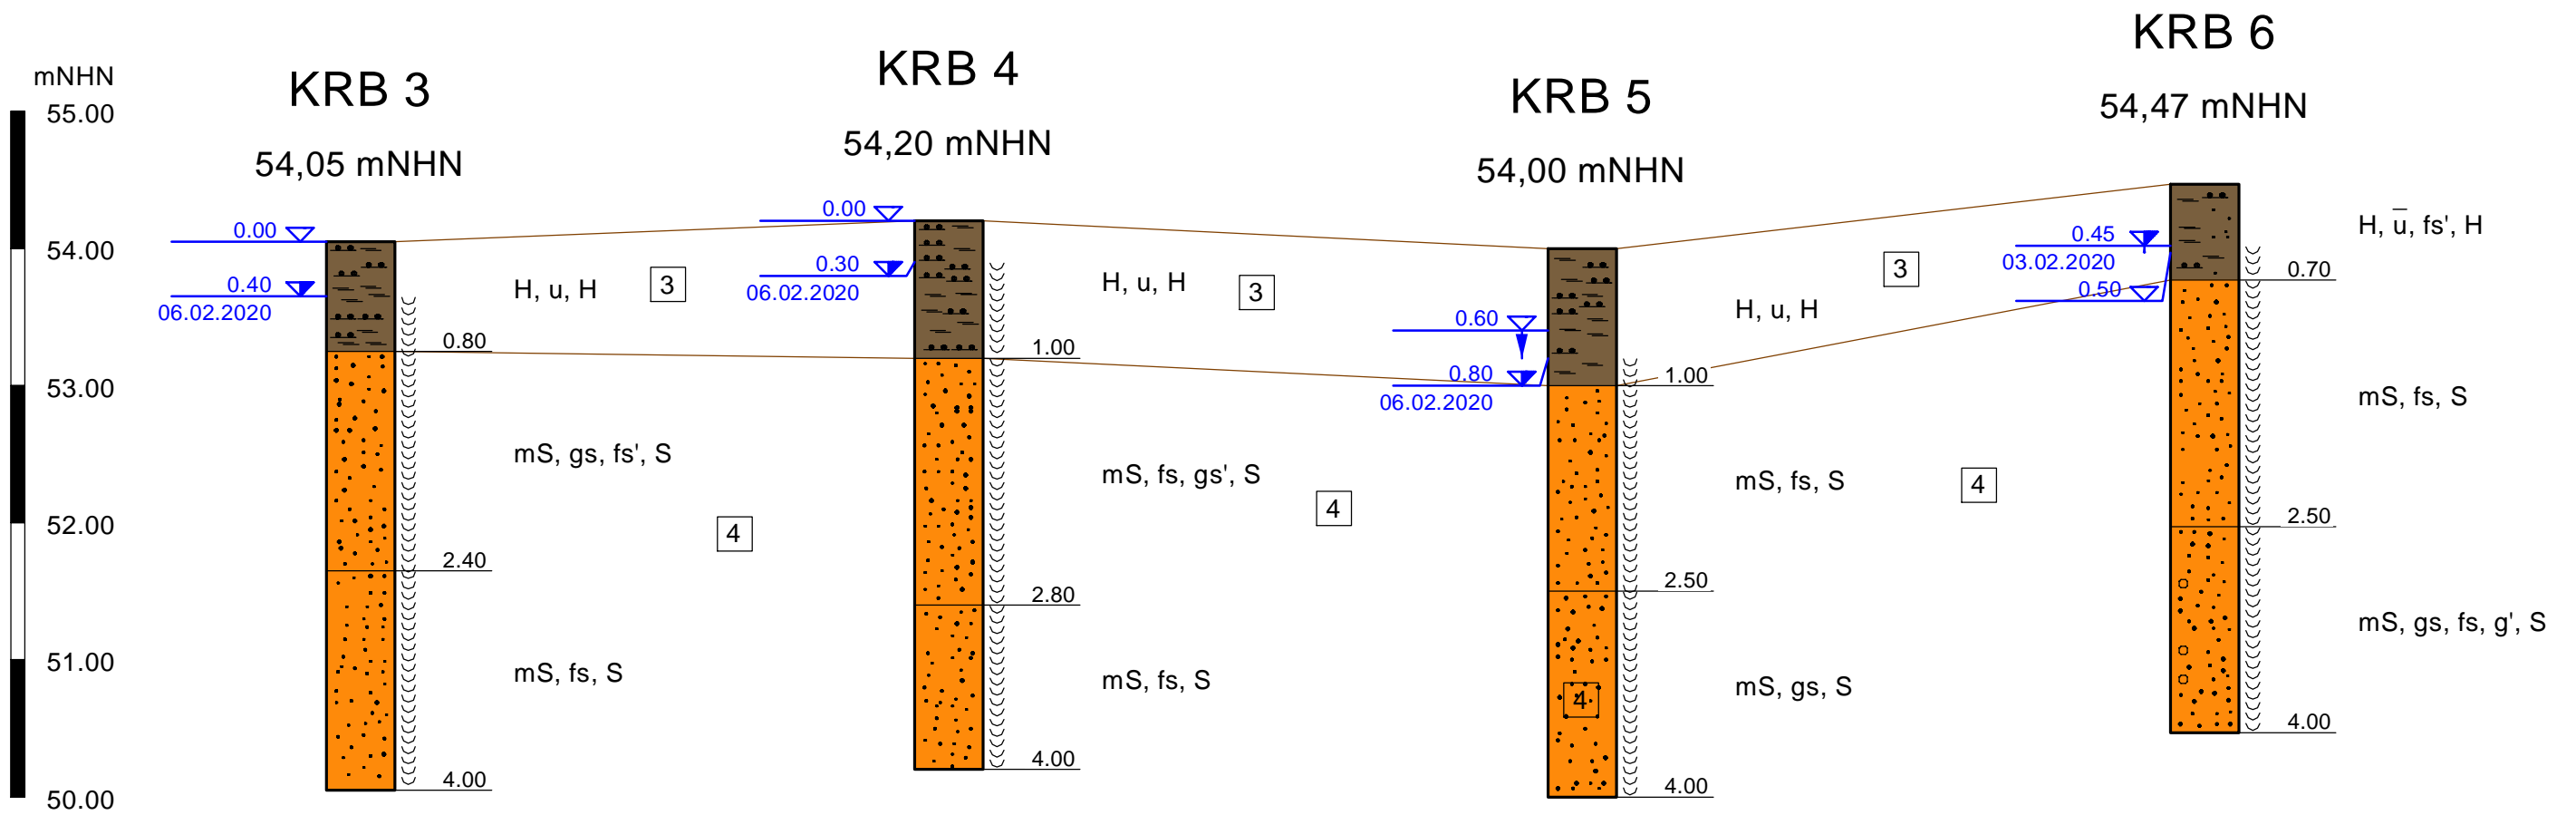 mNHN
55.00
54.00
53.00
52.00
51.00
50.00
KRB 3
54,05 mNHN
0.00
0.40
06.02.2020
0.80
2.40
4.00
H, u, H
3
mS, gs, fs', S
4
mS, fs, S
KRB 4
54,20 mNHN
0.00
0.30
06.02.2020
1.00
2.80
4.00
H, u, H
3
mS, fs, gs', S
4
mS, fs, S
KRB 5
54,00 mNHN
0.60
0.80
06.02.2020
1.00
2.50
4.00
4
H, u, H
3
mS, fs, S
4
mS, gs, S
KRB 6
54,47 mNHN
0.45
03.02.2020
0.50
0.70
2.50
4.00
H, u̅, fs', H
mS, fs, S
mS, gs, fs, g', S